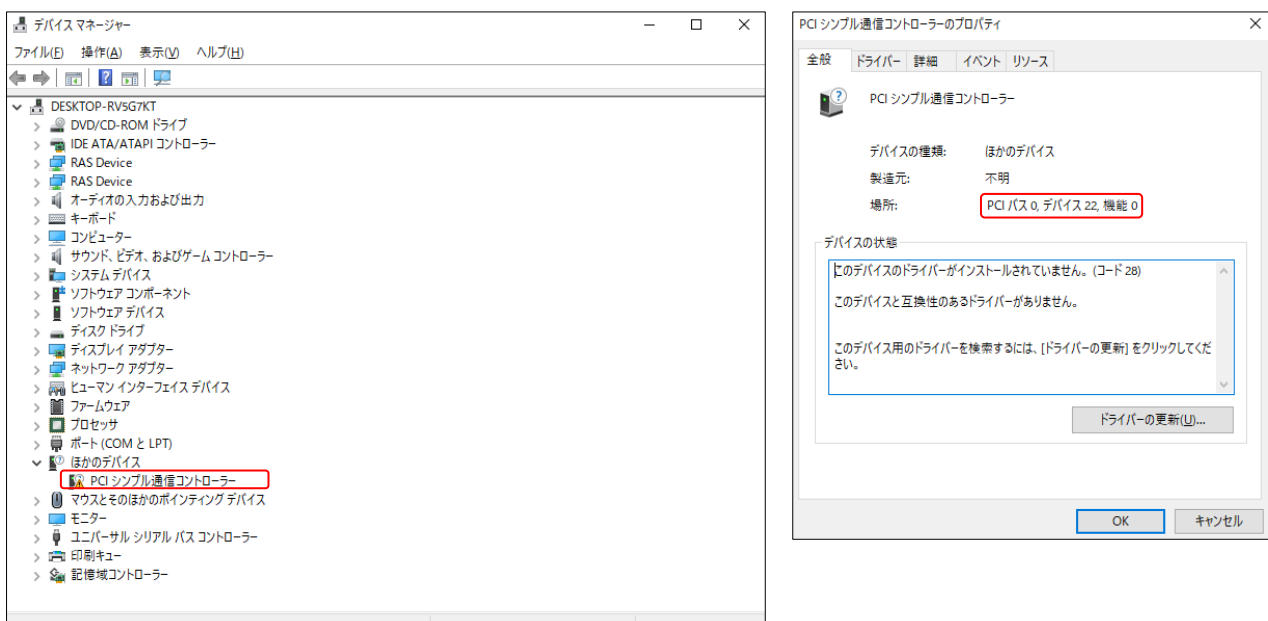 デバイス マネージャー
ファイル(F) 操作(A) 表示(V) ヘルプ(H)
DESKTOP-RV5G7KT
DVD/CD-ROM ドライブ
IDE ATA/ATAPI コントローラー
RAS Device
RAS Device
オーディオの入力および出力
キーボード
コンピューター
サウンド、ビデオ、およびゲーム コントローラー
システム デバイス
ソフトウェア コンポーネント
ソフトウェア デバイス
ディスク ドライブ
ディスプレイ アダプター
ネットワーク アダプター
ヒューマン インターフェイス デバイス
ファームウェア
プロセッサ
ポート (COM と LPT)
ほかのデバイス
PCI シンプル通信コントローラー
マウスとそのほかのポインティング デバイス
モニター
ユニバーサル シリアル バス コントローラー
印刷キュー
記憶域コントローラー
PCI シンプル通信コントローラーのプロパティ
全般 ドライバー 詳細 イベント リソース
PCI シンプル通信コントローラー
デバイスの種類: ほかのデバイス
製造元: 不明
場所: PCI バス 0, デバイス 22, 機能 0
デバイスの状態
このデバイスのドライバーがインストールされていません。(コード 28)
このデバイスと互換性のあるドライバーがありません。
このデバイス用のドライバーを検索するには、[ドライバーの更新] をクリックしてくだ
さい。
ドライバーの更新(U)...
OK キャンセル